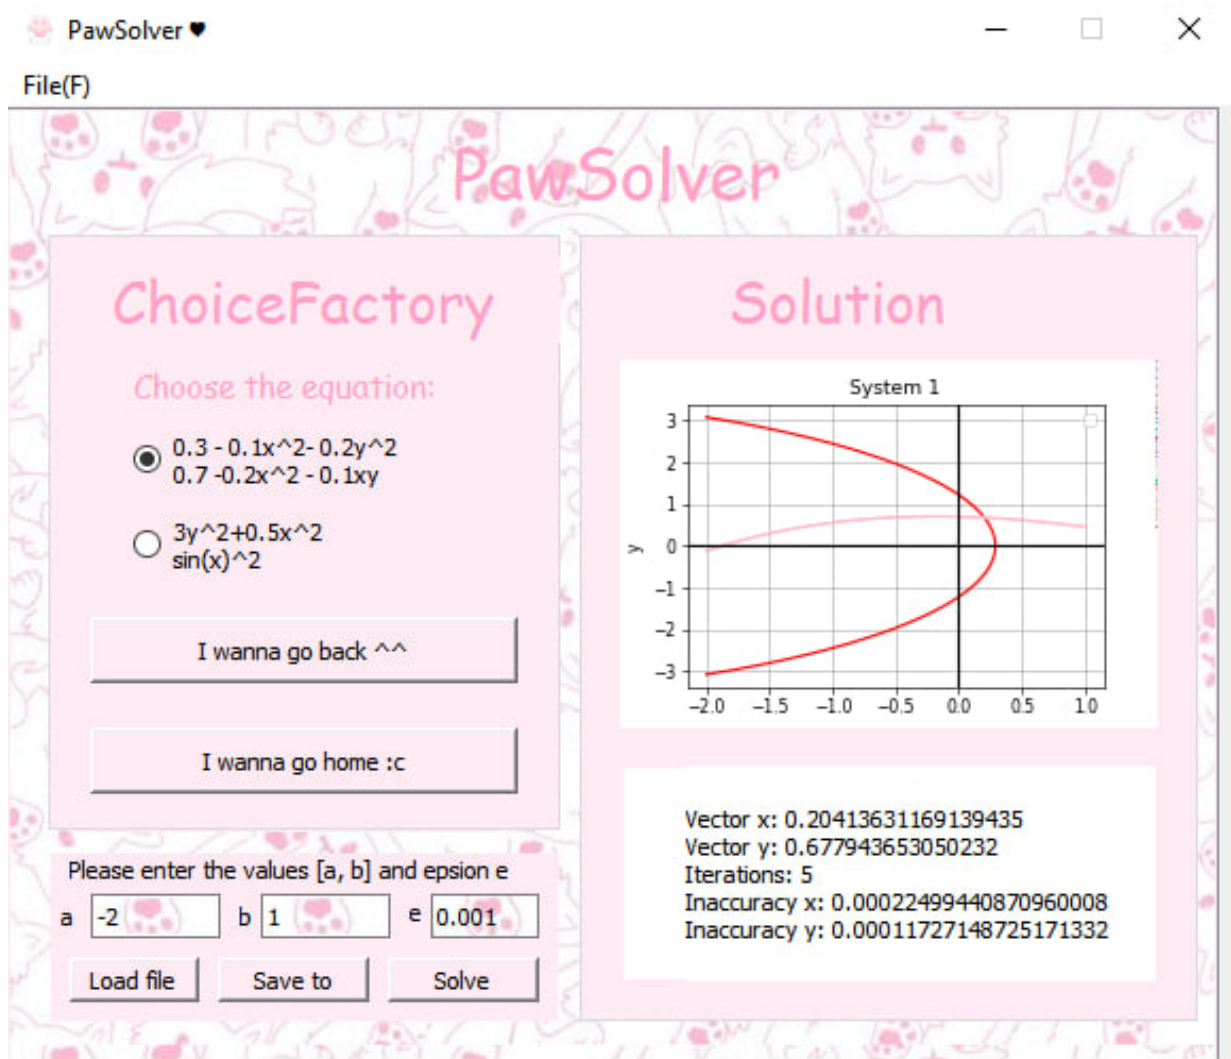 PawSolver ♥
File(F)
PawSolver
ChoiceFactory
Choose the equation:
0.3 - 0.1x^2- 0.2y^2
0.7 -0.2x^2 - 0.1xy
3y^2+0.5x^2
sin(x)^2
I wanna go back ^^
I wanna go home :c
Please enter the values [a, b] and epsion e
a -2 b 1 e 0.001
Load file Save to Solve
Solution
System 1
3
2
1
0
−1
−2
−3
y
−2.0 −1.5 −1.0 −0.5 0.0 0.5 1.0
Vector x: 0.20413631169139435
Vector y: 0.677943653050232
Iterations: 5
Inaccuracy x: 0.00022499440870960008
Inaccuracy y: 0.00011727148725171332